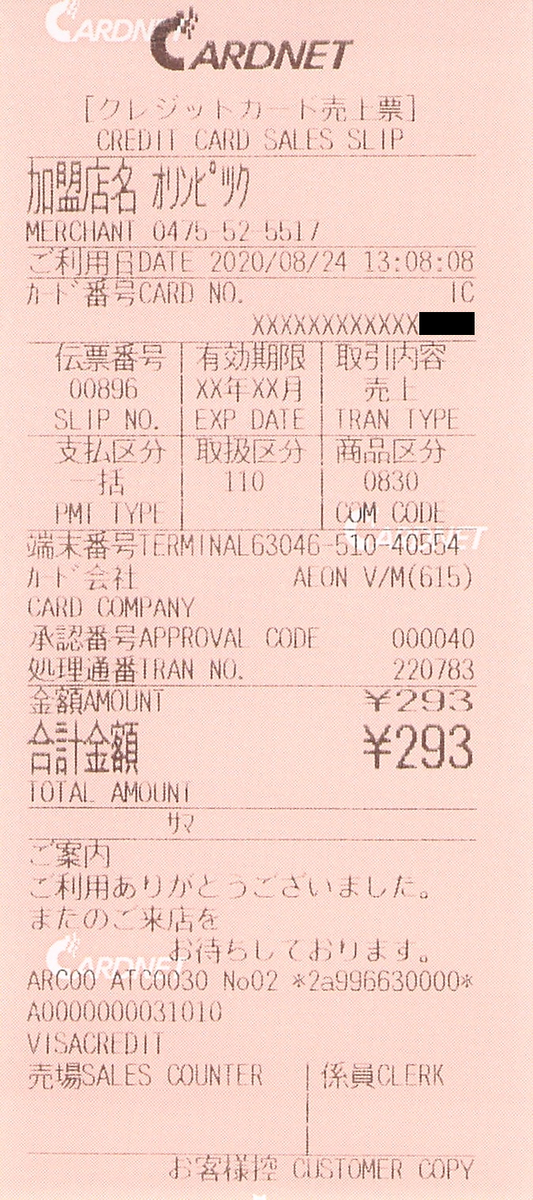 CARDNET
CARDNET
[クレジットカード売上票]
CREDIT CARD SALES SLIP
加盟店名 オリンピック
MERCHANT 0475-52-5517
ご利用日DATE 2020/08/24 13:08:08
カード番号CARD NO. IC
XXXXXXXXXXXX
伝票番号 有効期限 取引内容
00896 XX年XX月 売上
SLIP NO. EXP DATE TRAN TYPE
支払区分 取扱区分 商品区分
一括 110 0830
PMT TYPE COM CODE
CARDNET
端末番号TERMINAL63046-510-40554
カード会社 AEON V/M(615)
CARD COMPANY
承認番号APPROVAL CODE 000040
処理通番TRAN NO. 220783
金額AMOUNT ¥293
合計金額 ¥293
TOTAL AMOUNT
サマ
ご案内
ご利用ありがとうございました。
またのご来店を
お待ちしております。
CARDNET
ARC00 ATC0030 No02 *2a996630000*
A0000000031010
VISACREDIT
売場SALES COUNTER 係員CLERK
お客様控 CUSTOMER COPY